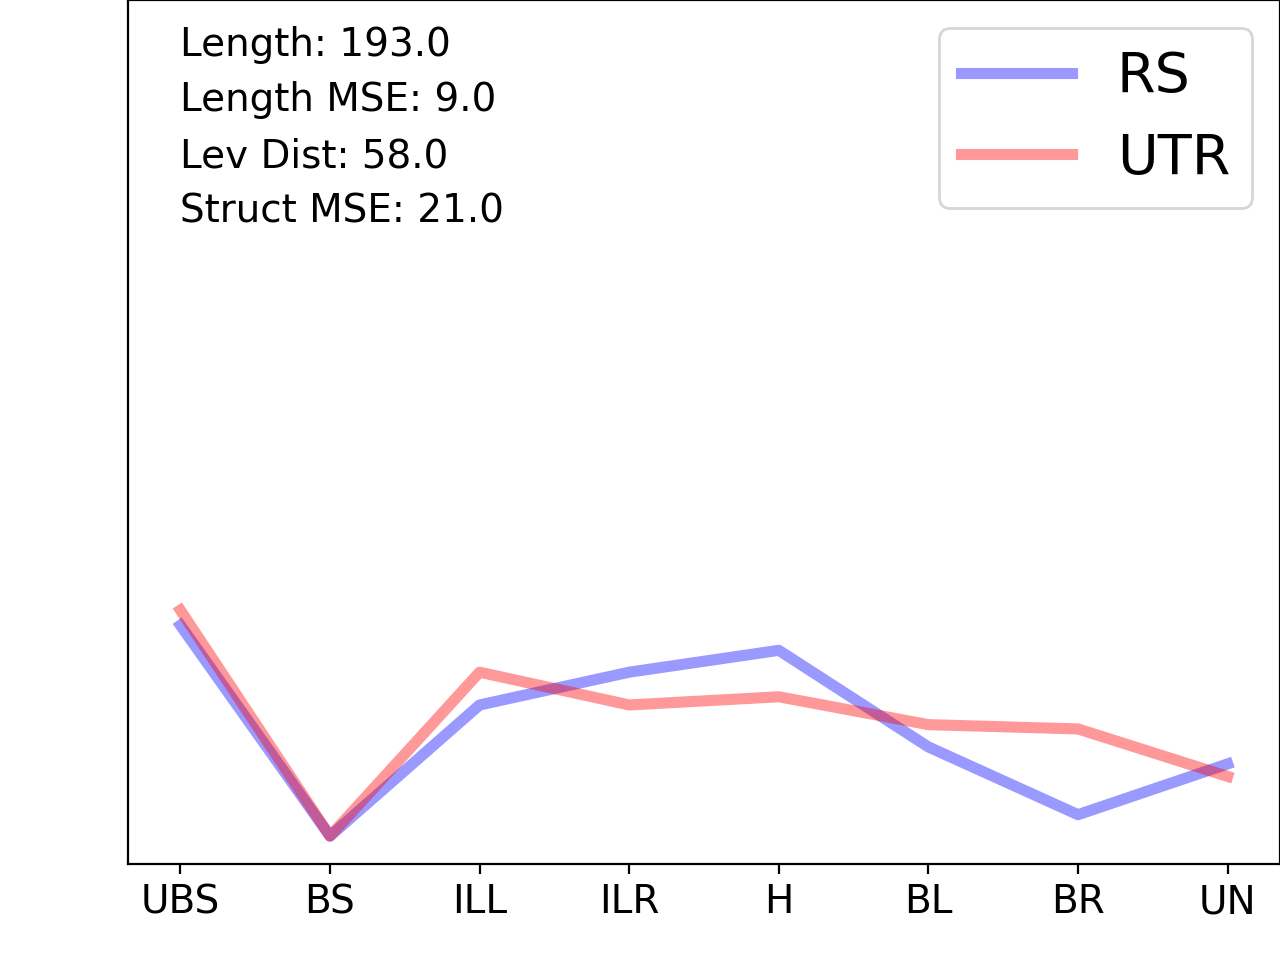 Length: 193.0
Length MSE: 9.0
Lev Dist: 58.0
Struct MSE: 21.0
RS
UTR
UBS BS ILL ILR H BL BR UN